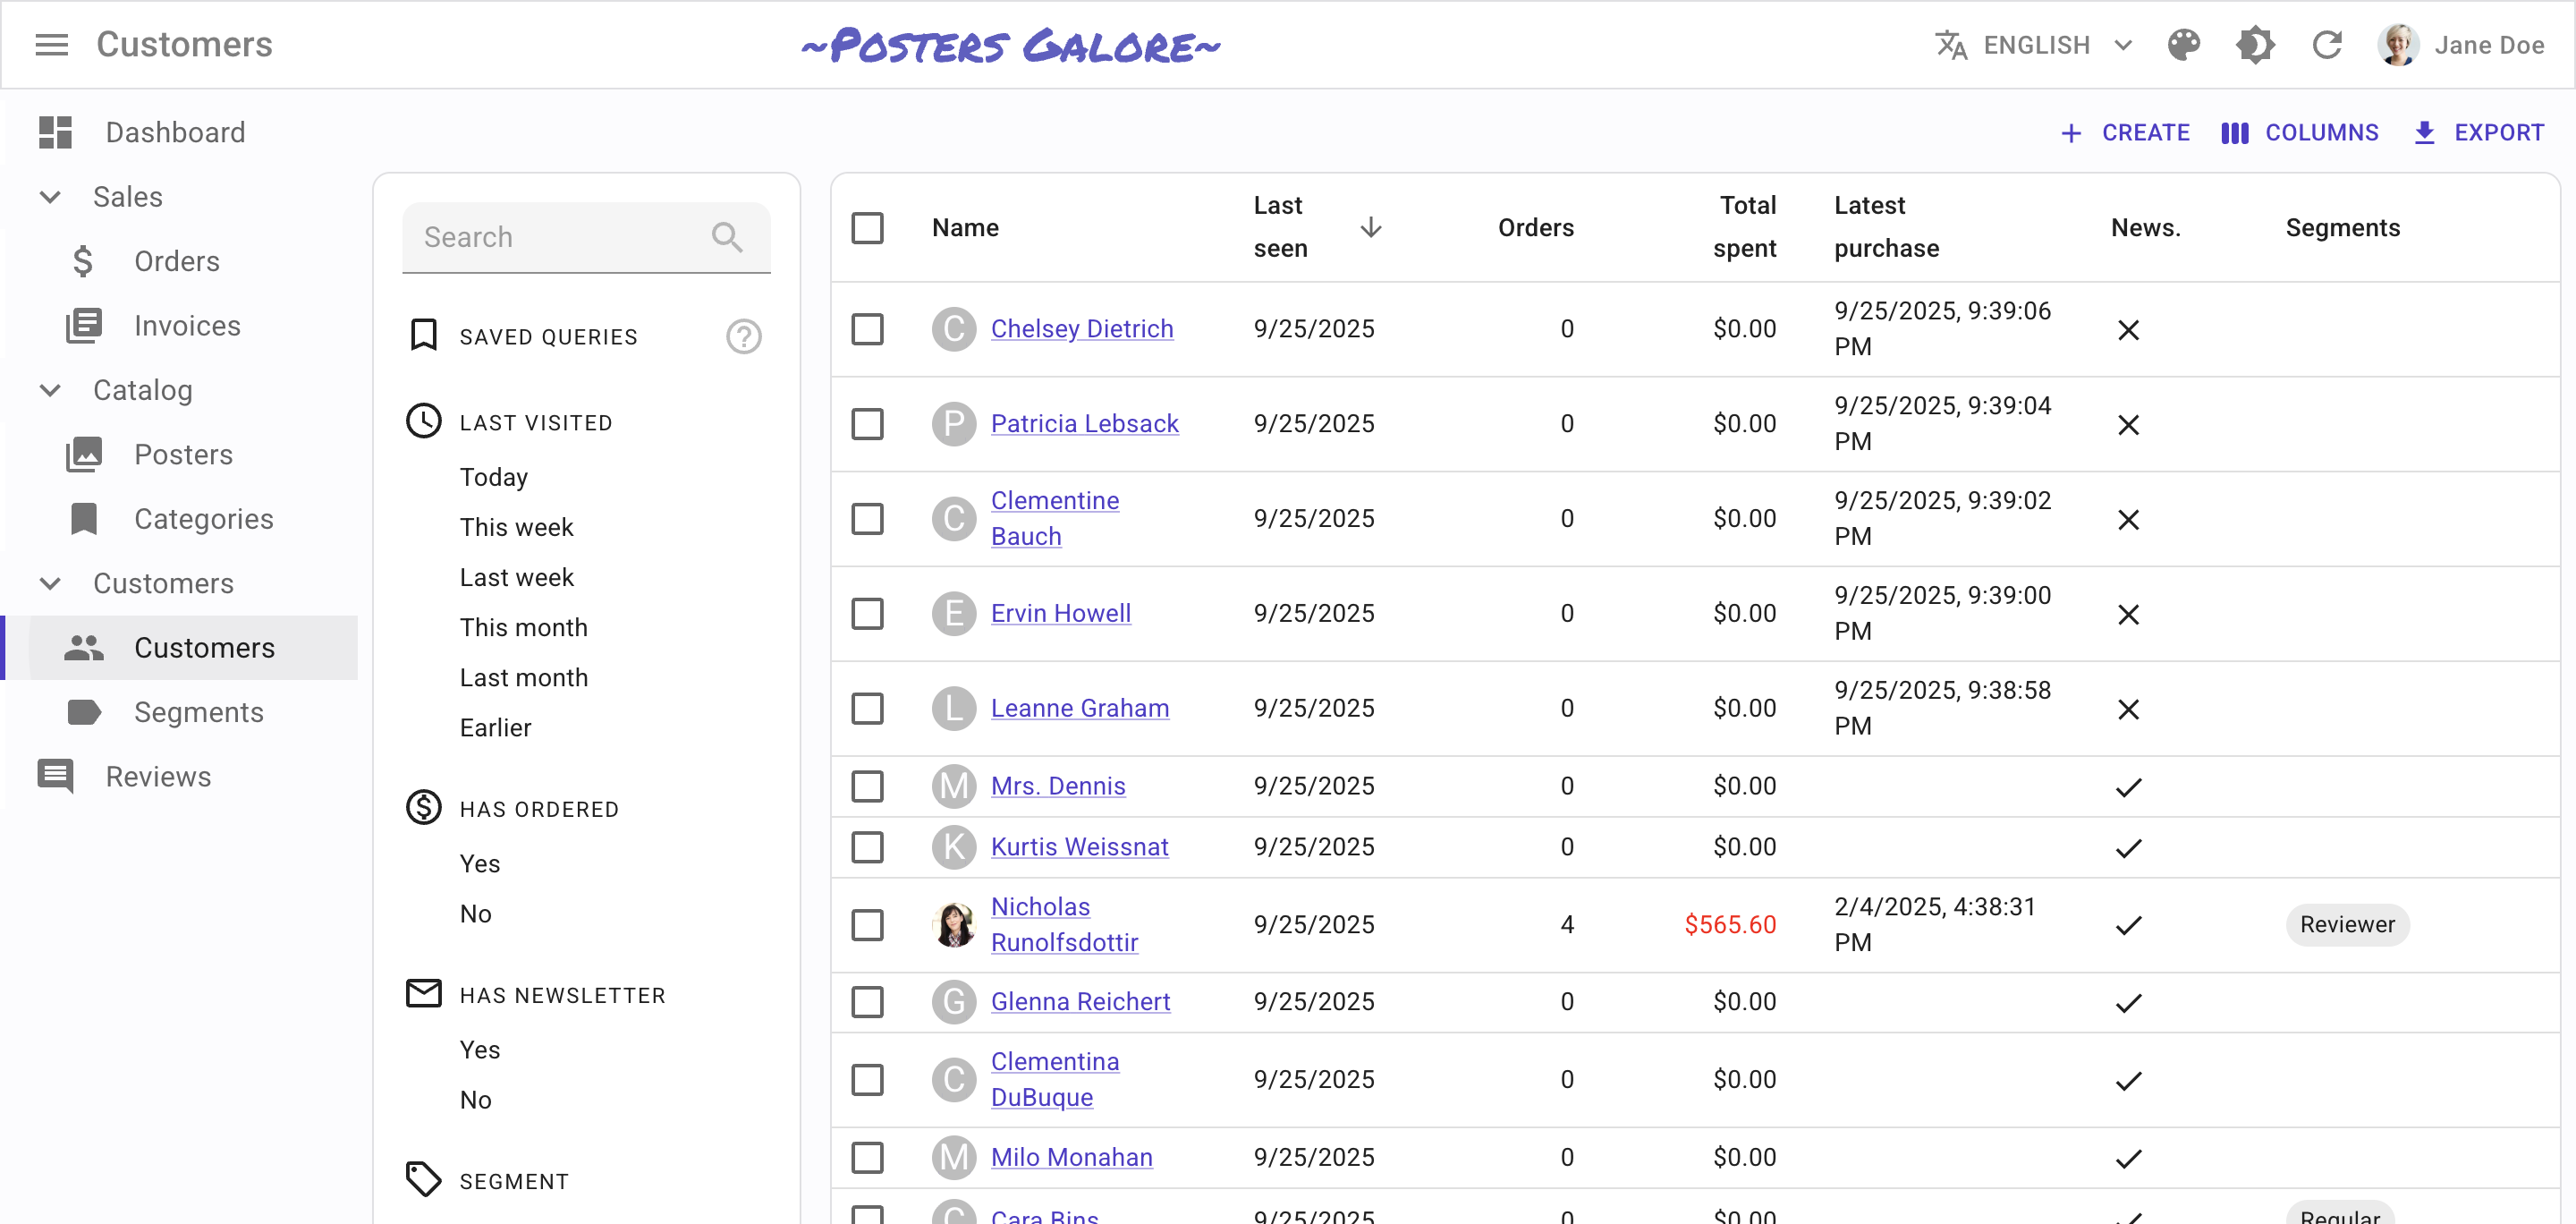 Customers
~Posters Galore~
ENGLISH
Jane Doe
Dashboard
Sales
Orders
Invoices
Catalog
Posters
Categories
Customers
Customers
Segments
Reviews
CREATE
COLUMNS
EXPORT
Search
SAVED QUERIES
?
LAST VISITED
Today
This week
Last week
This month
Last month
Earlier
HAS ORDERED
Yes
No
HAS NEWSLETTER
Yes
No
SEGMENT
Name Last seen Orders Total spent Latest purchase News. Segments
C Chelsey Dietrich 9/25/2025 0 $0.00 9/25/2025, 9:39:06 PM
P Patricia Lebsack 9/25/2025 0 $0.00 9/25/2025, 9:39:04 PM
C Clementine Bauch 9/25/2025 0 $0.00 9/25/2025, 9:39:02 PM
E Ervin Howell 9/25/2025 0 $0.00 9/25/2025, 9:39:00 PM
L Leanne Graham 9/25/2025 0 $0.00 9/25/2025, 9:38:58 PM
M Mrs. Dennis 9/25/2025 0 $0.00
K Kurtis Weissnat 9/25/2025 0 $0.00
Nicholas Runolfsdottir 9/25/2025 4 $565.60 2/4/2025, 4:38:31 PM Reviewer
G Glenna Reichert 9/25/2025 0 $0.00
C Clementina DuBuque 9/25/2025 0 $0.00
M Milo Monahan 9/25/2025 0 $0.00
C Cara Bins 9/25/2025 0 $0.00 Regular